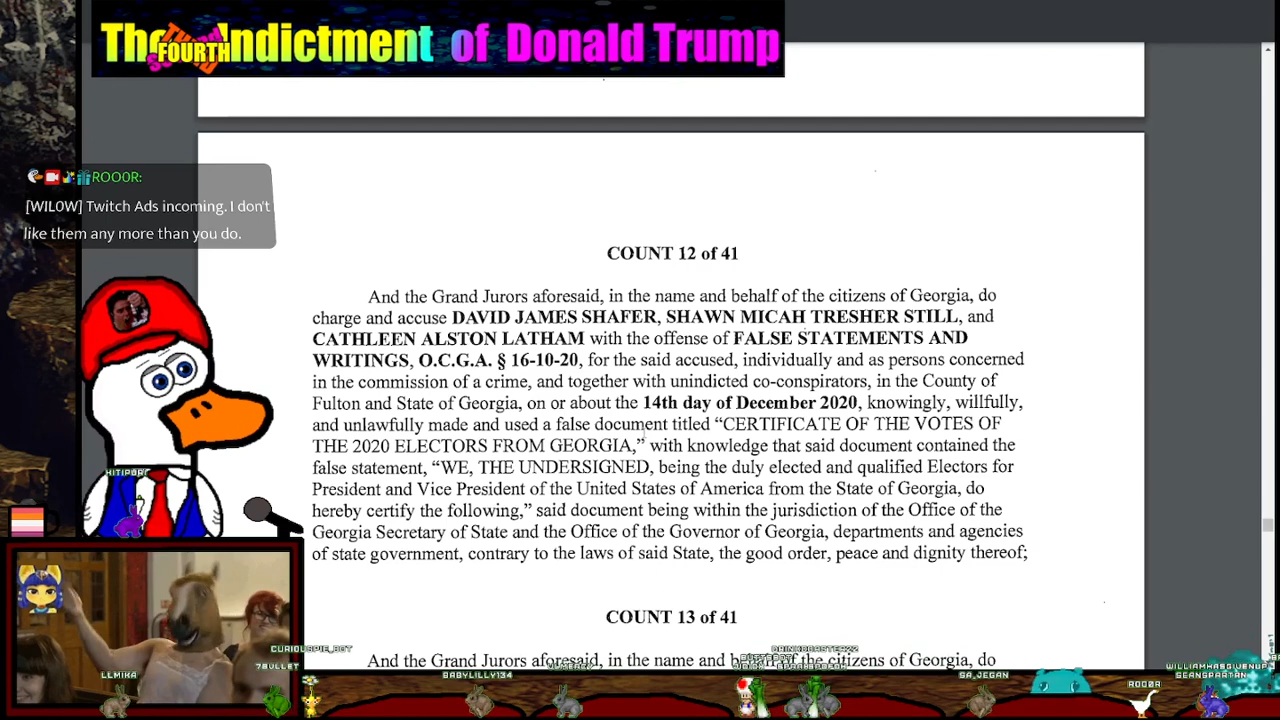 The FOURTH Indictment of Donald Trump
ROO0R:
[WILOW] Twitch Ads incoming. I don't
like them any more than you do.
COUNT 12 of 41
And the Grand Jurors aforesaid, in the name and behalf of the citizens of Georgia, do
charge and accuse DAVID JAMES SHAFER, SHAWN MICAH TRESHER STILL, and
CATHLEEN ALSTON LATHAM with the offense of FALSE STATEMENTS AND
WRITINGS, O.C.G.A. § 16-10-20, for the said accused, individually and as persons concerned
in the commission of a crime, and together with unindicted co-conspirators, in the County of
Fulton and State of Georgia, on or about the 14th day of December 2020, knowingly, willfully,
and unlawfully made and used a false document titled “CERTIFICATE OF THE VOTES OF
THE 2020 ELECTORS FROM GEORGIA,” with knowledge that said document contained the
false statement, “WE, THE UNDERSIGNED, being the duly elected and qualified Electors for
President and Vice President of the United States of America from the State of Georgia, do
hereby certify the following,” said document being within the jurisdiction of the Office of the
Georgia Secretary of State and the Office of the Governor of Georgia, departments and agencies
of state government, contrary to the laws of said State, the good order, peace and dignity thereof;
COUNT 13 of 41
And the Grand Jurors aforesaid, in the name and behalf of the citizens of Georgia, do
CURIOUSPIE_BOT
7BULLET
LLMIKA
BABYLILLY134
SA_JEGAN
ROO0R
SEANSPARTAN